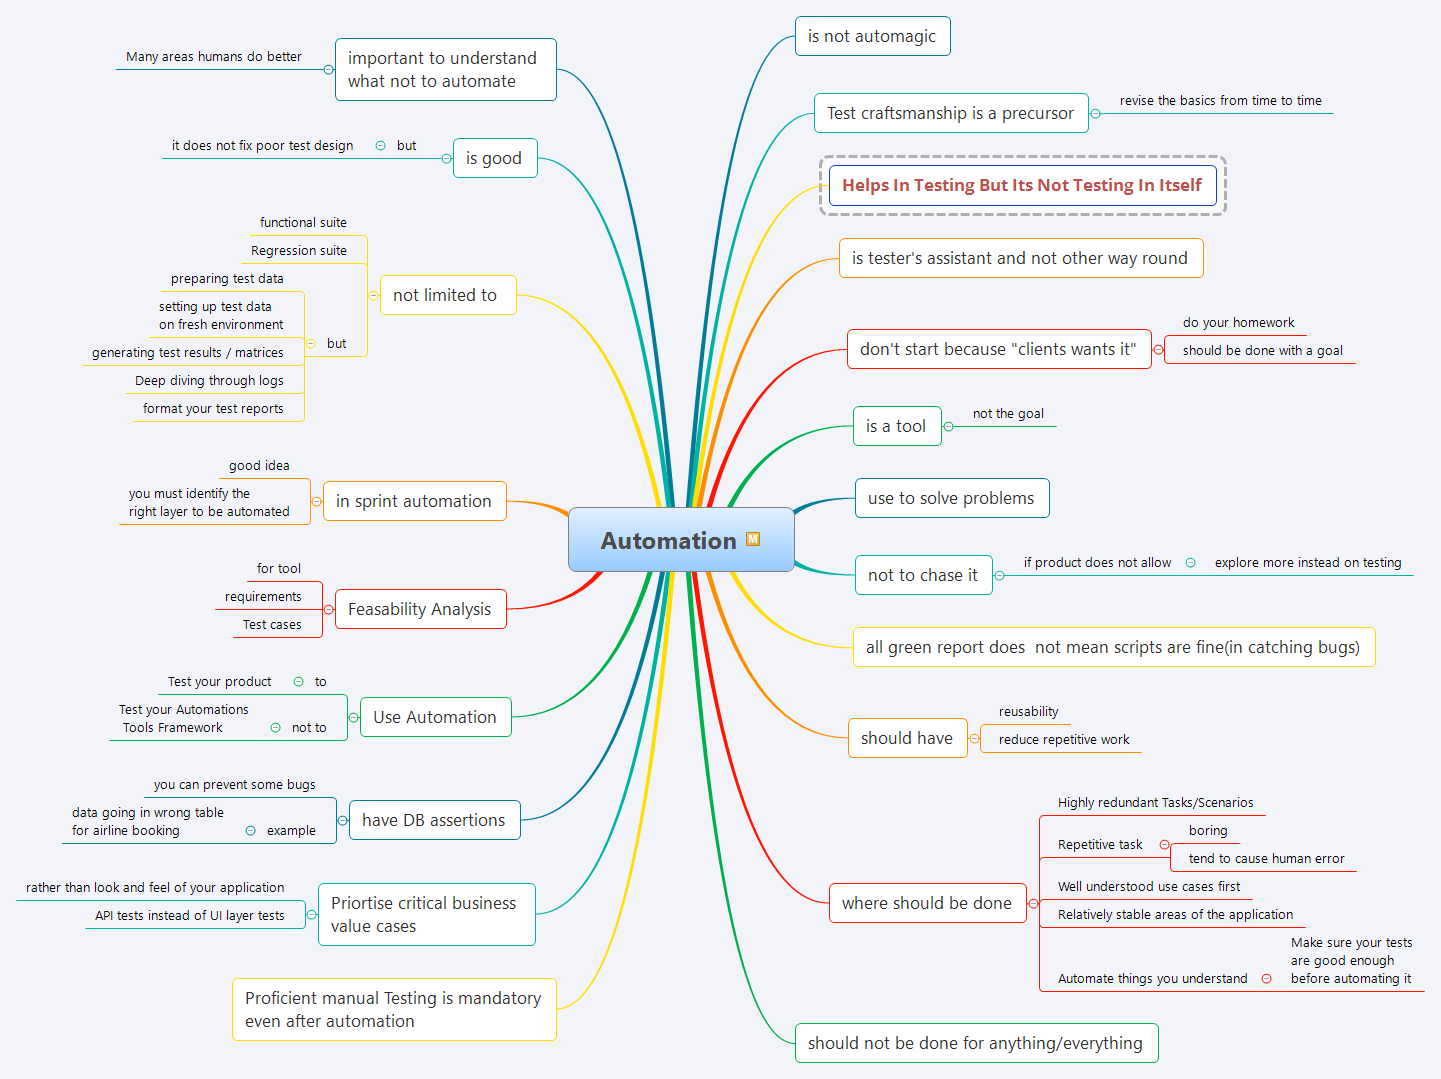 Automation
M
is not automagic
Test craftsmanship is a precursor
revise the basics from time to time
Helps In Testing But Its Not Testing In Itself
is tester's assistant and not other way round
don't start because "clients wants it"
do your homework
should be done with a goal
is a tool
not the goal
use to solve problems
not to chase it
if product does not allow
explore more instead on testing
all green report does  not mean scripts are fine(in catching bugs)
should have
reusability
reduce repetitive work
where should be done
Highly redundant Tasks/Scenarios
Repetitive task
boring
tend to cause human error
Well understood use cases first
Relatively stable areas of the application
Automate things you understand
Make sure your tests
are good enough
before automating it
should not be done for anything/everything
important to understand
what not to automate
Many areas humans do better
is good
but
it does not fix poor test design
not limited to
functional suite
Regression suite
but
preparing test data
setting up test data
on fresh environment
generating test results / matrices
Deep diving through logs
format your test reports
in sprint automation
good idea
you must identify the
right layer to be automated
Feasability Analysis
for tool
requirements
Test cases
Use Automation
to
Test your product
not to
Test your Automations
Tools Framework
have DB assertions
you can prevent some bugs
example
data going in wrong table
for airline booking
Priortise critical business
value cases
rather than look and feel of your application
API tests instead of UI layer tests
Proficient manual Testing is mandatory
even after automation